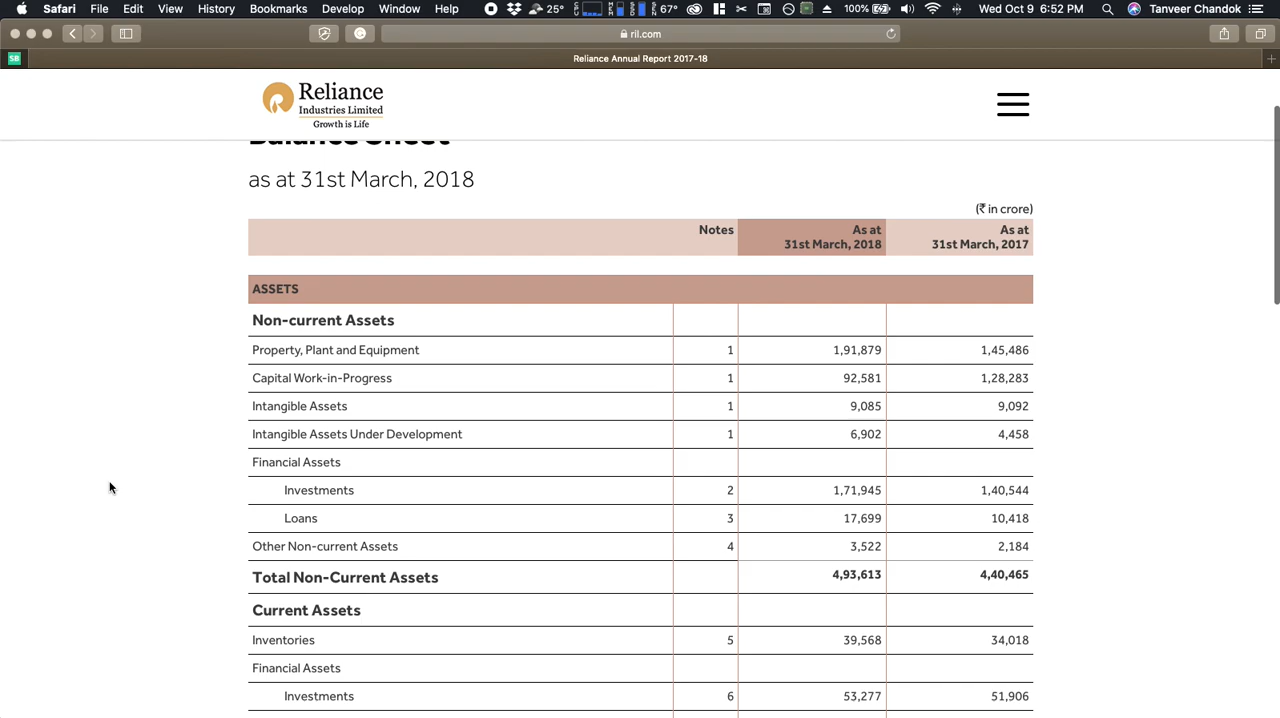 Safari File Edit View History Bookmarks Develop Window Help 25° 67° 100% Wed Oct 9 6:52 PM Tanveer Chandok
ril.com
SB Reliance Annual Report 2017-18
Reliance
Industries Limited
Growth is Life
Balance Sheet
as at 31st March, 2018
(₹ in crore)
Notes As at 31st March, 2018 As at 31st March, 2017
ASSETS
Non-current Assets
Property, Plant and Equipment 1 1,91,879 1,45,486
Capital Work-in-Progress 1 92,581 1,28,283
Intangible Assets 1 9,085 9,092
Intangible Assets Under Development 1 6,902 4,458
Financial Assets
Investments 2 1,71,945 1,40,544
Loans 3 17,699 10,418
Other Non-current Assets 4 3,522 2,184
Total Non-Current Assets 4,93,613 4,40,465
Current Assets
Inventories 5 39,568 34,018
Financial Assets
Investments 6 53,277 51,906